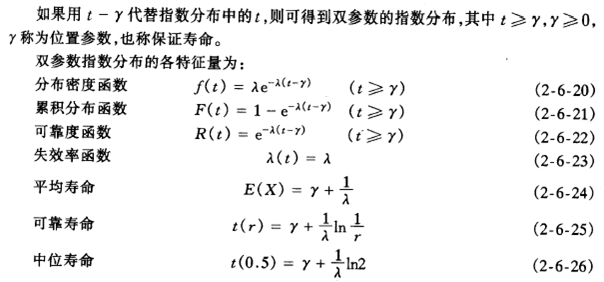 如果用 t − γ 代替指数分布中的 t,则可得到双参数的指数分布,其中 t ⩾ γ, γ ⩾ 0,
γ 称为位置参数,也称保证寿命。
双参数指数分布的各特征量为:
分布密度函数 f(t) = λe^{-λ(t-γ)} (t ⩾ γ) (2-6-20)
累积分布函数 F(t) = 1 − e^{-λ(t-γ)} (t ⩾ γ) (2-6-21)
可靠度函数 R(t) = e^{-λ(t-γ)} (t ⩾ γ) (2-6-22)
失效率函数 λ(t) = λ (2-6-23)
平均寿命 E(X) = γ + \frac{1}{λ} (2-6-24)
可靠寿命 t(r) = γ + \frac{1}{λ}ln\frac{1}{r} (2-6-25)
中位寿命 t(0.5) = γ + \frac{1}{λ}ln2 (2-6-26)